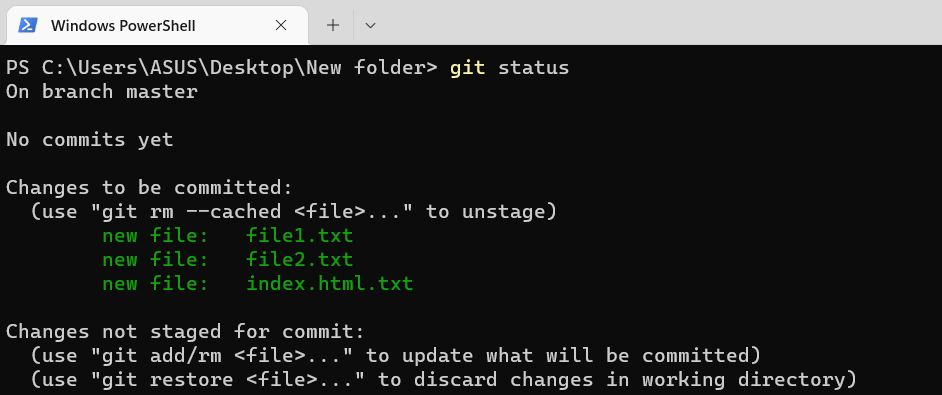 Windows PowerShell
PS C:\Users\ASUS\Desktop\New folder> git status
On branch master
No commits yet
Changes to be committed:
(use "git rm --cached <file>..." to unstage)
new file: file1.txt
new file: file2.txt
new file: index.html.txt
Changes not staged for commit:
(use "git add/rm <file>..." to update what will be committed)
(use "git restore <file>..." to discard changes in working directory)